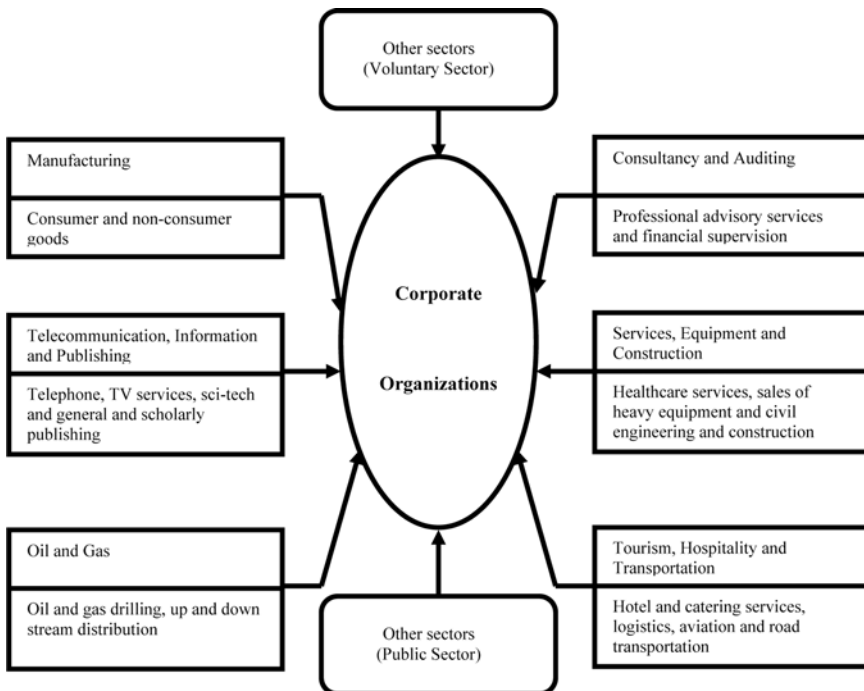 Other sectors
(Voluntary Sector)
Manufacturing
Consumer and non-consumer
goods
Consultancy and Auditing
Professional advisory services
and financial supervision
Corporate
Organizations
Telecommunication, Information
and Publishing
Telephone, TV services, sci-tech
and general and scholarly
publishing
Services, Equipment and
Construction
Healthcare services, sales of
heavy equipment and civil
engineering and construction
Oil and Gas
Oil and gas drilling, up and down
stream distribution
Tourism, Hospitality and
Transportation
Hotel and catering services,
logistics, aviation and road
transportation
Other sectors
(Public Sector)